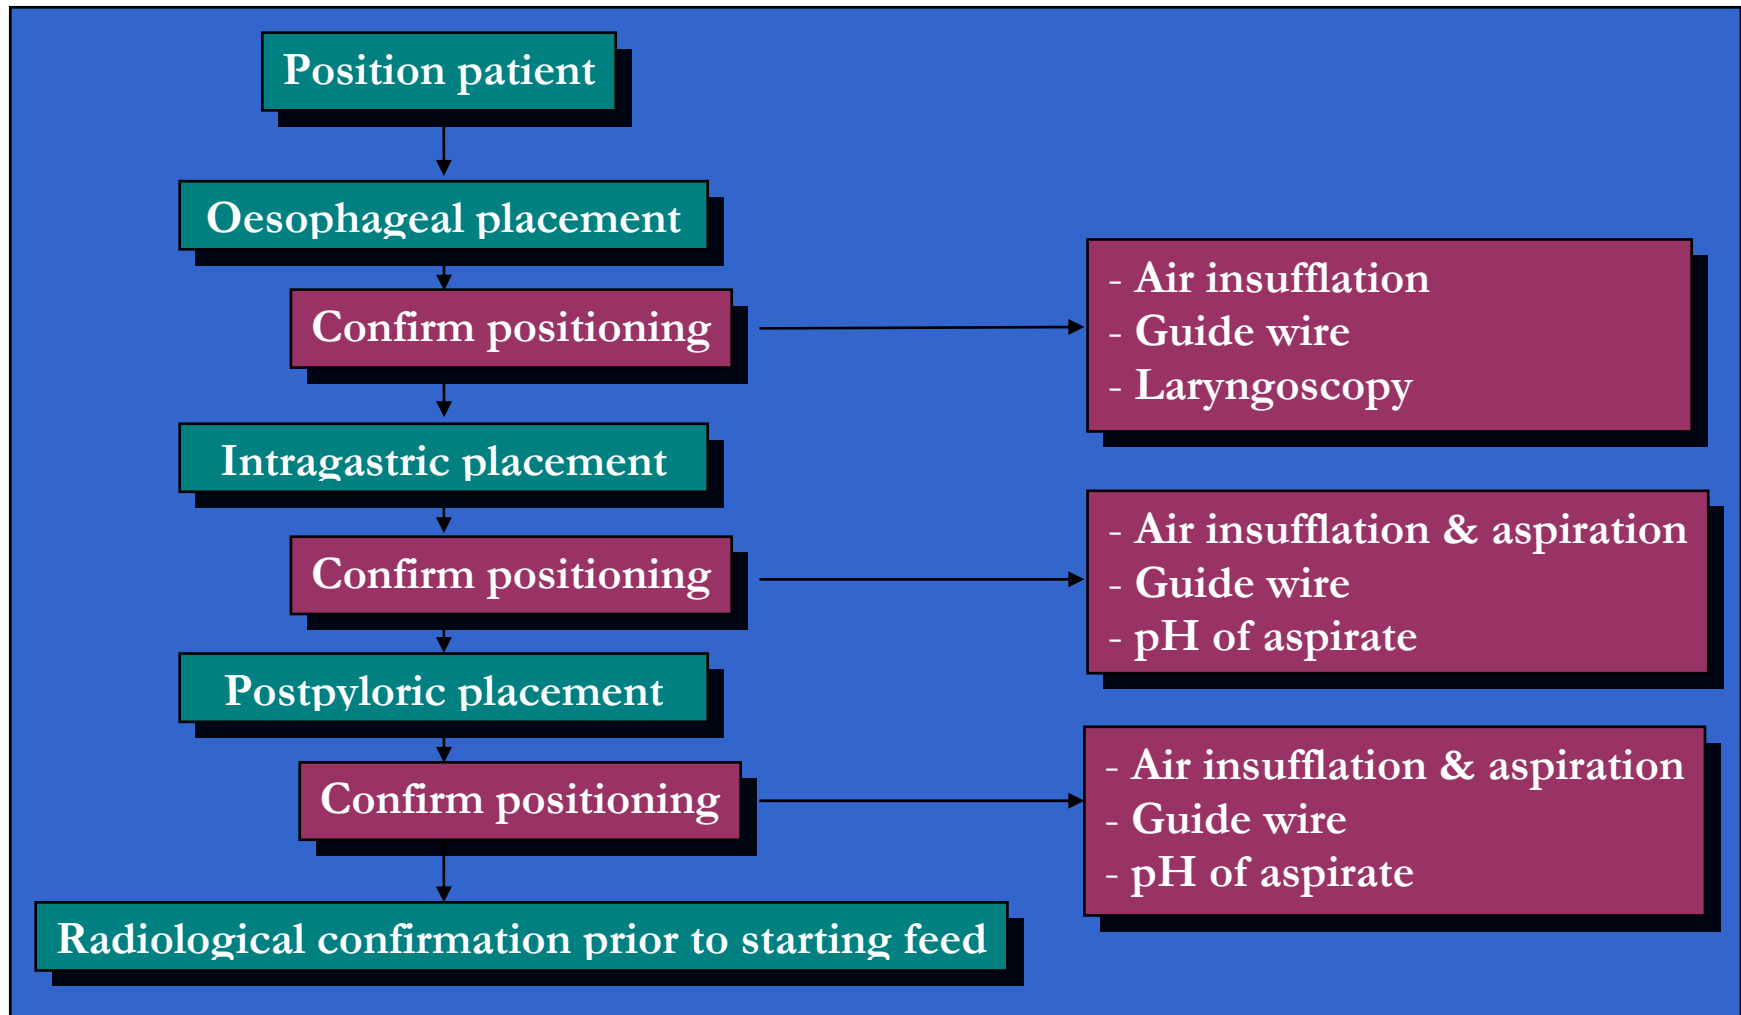 Position patient
Oesophageal placement
Confirm positioning
- Air insufflation
- Guide wire
- Laryngoscopy
Intragastric placement
Confirm positioning
- Air insufflation & aspiration
- Guide wire
- pH of aspirate
Postpyloric placement
Confirm positioning
- Air insufflation & aspiration
- Guide wire
- pH of aspirate
Radiological confirmation prior to starting feed